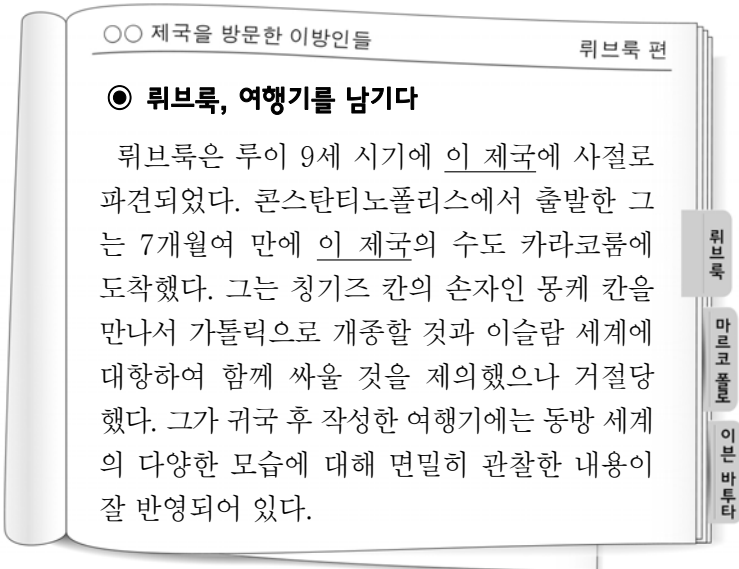 ○○ 제국을 방문한 이방인들
뤼브룩 편
◉ 뤼브룩, 여행기를 남기다
뤼브룩은 루이 9세 시기에 이 제국에 사절로
파견되었다. 콘스탄티노폴리스에서 출발한 그
는 7개월여 만에 이 제국의 수도 카라코룸에
도착했다. 그는 칭기즈 칸의 손자인 몽케 칸을
만나서 가톨릭으로 개종할 것과 이슬람 세계에
대항하여 함께 싸울 것을 제의했으나 거절당
했다. 그가 귀국 후 작성한 여행기에는 동방 세계
의 다양한 모습에 대해 면밀히 관찰한 내용이
잘 반영되어 있다.
뤼브룩
마르코 폴로
이븐 바투타